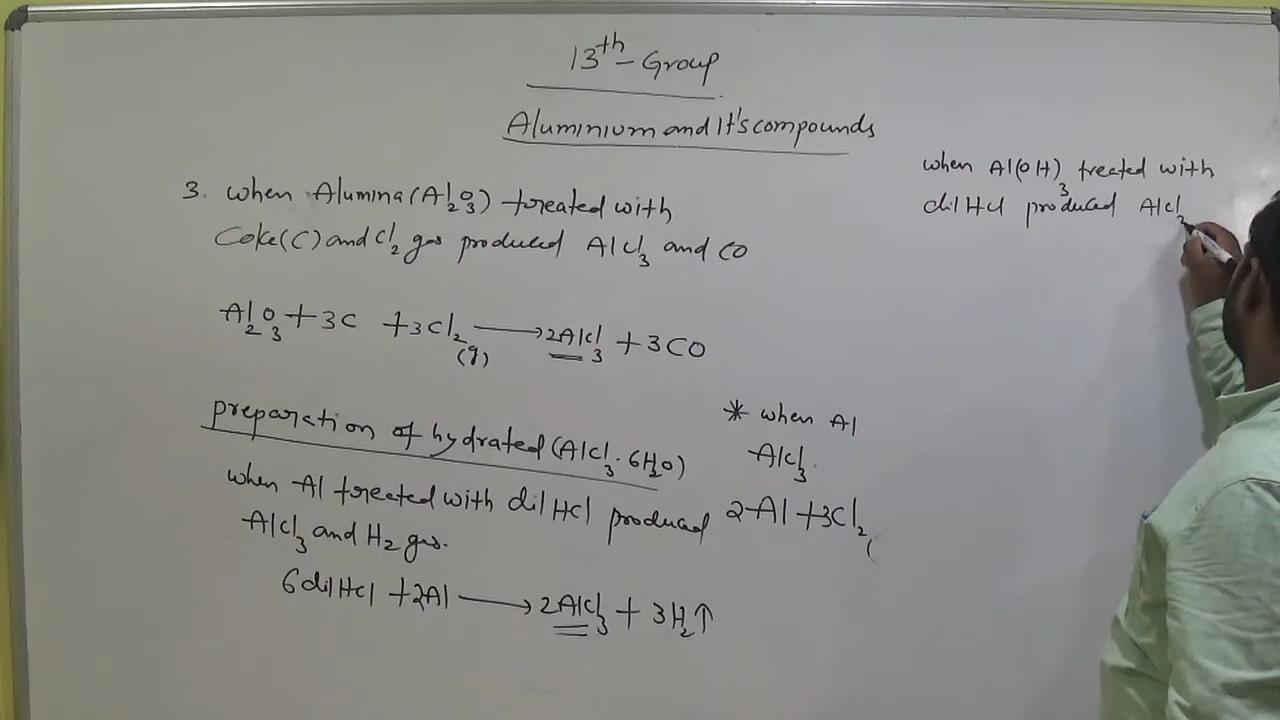 13th - Group
Aluminium and It's compounds
3. when Alumina (Al2O3) treated with
Coke(C) and Cl2 gas produced AlCl3 and CO
Al2O3 + 3C + 3Cl2 (g) ⟶ 2AlCl3 + 3CO
preparation of hydrated (AlCl3.6H2O)
when Al treated with dil HCl produced
AlCl3 and H2 gas.
6dil HCl + 2Al ⟶ 2AlCl3 + 3H2↑
* when Al
AlCl3.
2Al + 3Cl2 (
when Al(OH)3 treated with
dil HCl produced AlCl3